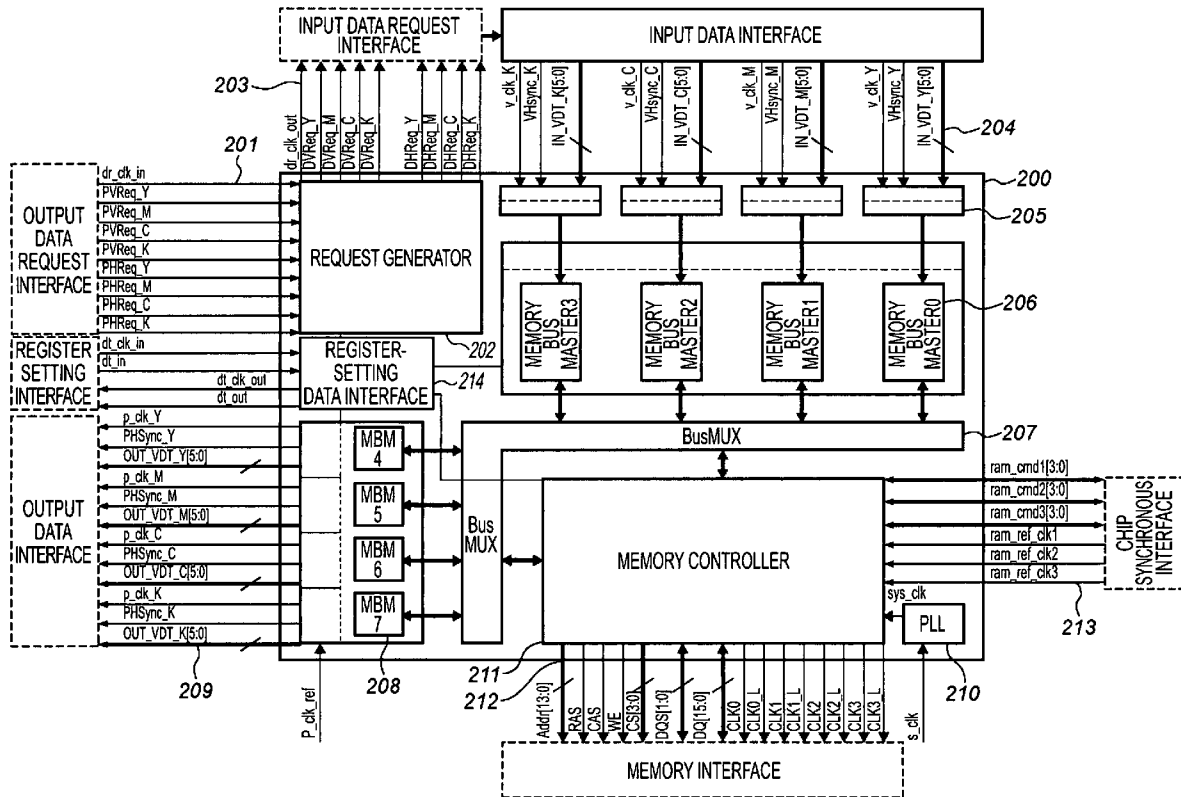 INPUT DATA REQUEST
INTERFACE
INPUT DATA INTERFACE
203
dr_clk_out
DVReq_Y
DVReq_M
DVReq_C
DVReq_K
DHReq_Y
DHReq_M
DHReq_C
DHReq_K
v_clk_K
VHsync_K
IN_VDT_K[5:0]
v_clk_C
VHsync_C
IN_VDT_C[5:0]
v_clk_M
VHsync_M
IN_VDT_M[5:0]
v_clk_Y
VHsync_Y
IN_VDT_Y[5:0]
204
201
200
205
OUTPUT
DATA
REQUEST
INTERFACE
dr_clk_in
PVReq_Y
PVReq_M
PVReq_C
PVReq_K
PHReq_Y
PHReq_M
PHReq_C
PHReq_K
REQUEST GENERATOR
202
MEMORY
BUS
MASTER3
MEMORY
BUS
MASTER2
MEMORY
BUS
MASTER1
MEMORY
BUS
MASTER0
206
REGISTER
SETTING
INTERFACE
dt_clk_in
dt_in
dt_clk_out
dt_out
REGISTER-
SETTING
DATA INTERFACE
214
OUTPUT DATA
INTERFACE
p_clk_Y
PHSync_Y
OUT_VDT_Y[5:0]
p_clk_M
PHSync_M
OUT_VDT_M[5:0]
p_clk_C
PHSync_C
OUT_VDT_C[5:0]
p_clk_K
PHSync_K
OUT_VDT_K[5:0]
209
MBM
4
MBM
5
MBM
6
MBM
7
208
BusMUX
207
Bus
MUX
MEMORY CONTROLLER
ram_cmd1[3:0]
ram_cmd2[3:0]
ram_cmd3[3:0]
ram_ref_clk1
ram_ref_clk2
ram_ref_clk3
213
CHIP
SYNCHRONOUS
INTERFACE
sys_clk
PLL
210
211
212
P_clk_ref
Addr[13:0]
RAS
CAS
WE
CS[3:0]
DQS[1:0]
DQ[15:0]
CLK0
CLK0_L
CLK1
CLK1_L
CLK2
CLK2_L
CLK3
CLK3_L
s_clk
MEMORY INTERFACE